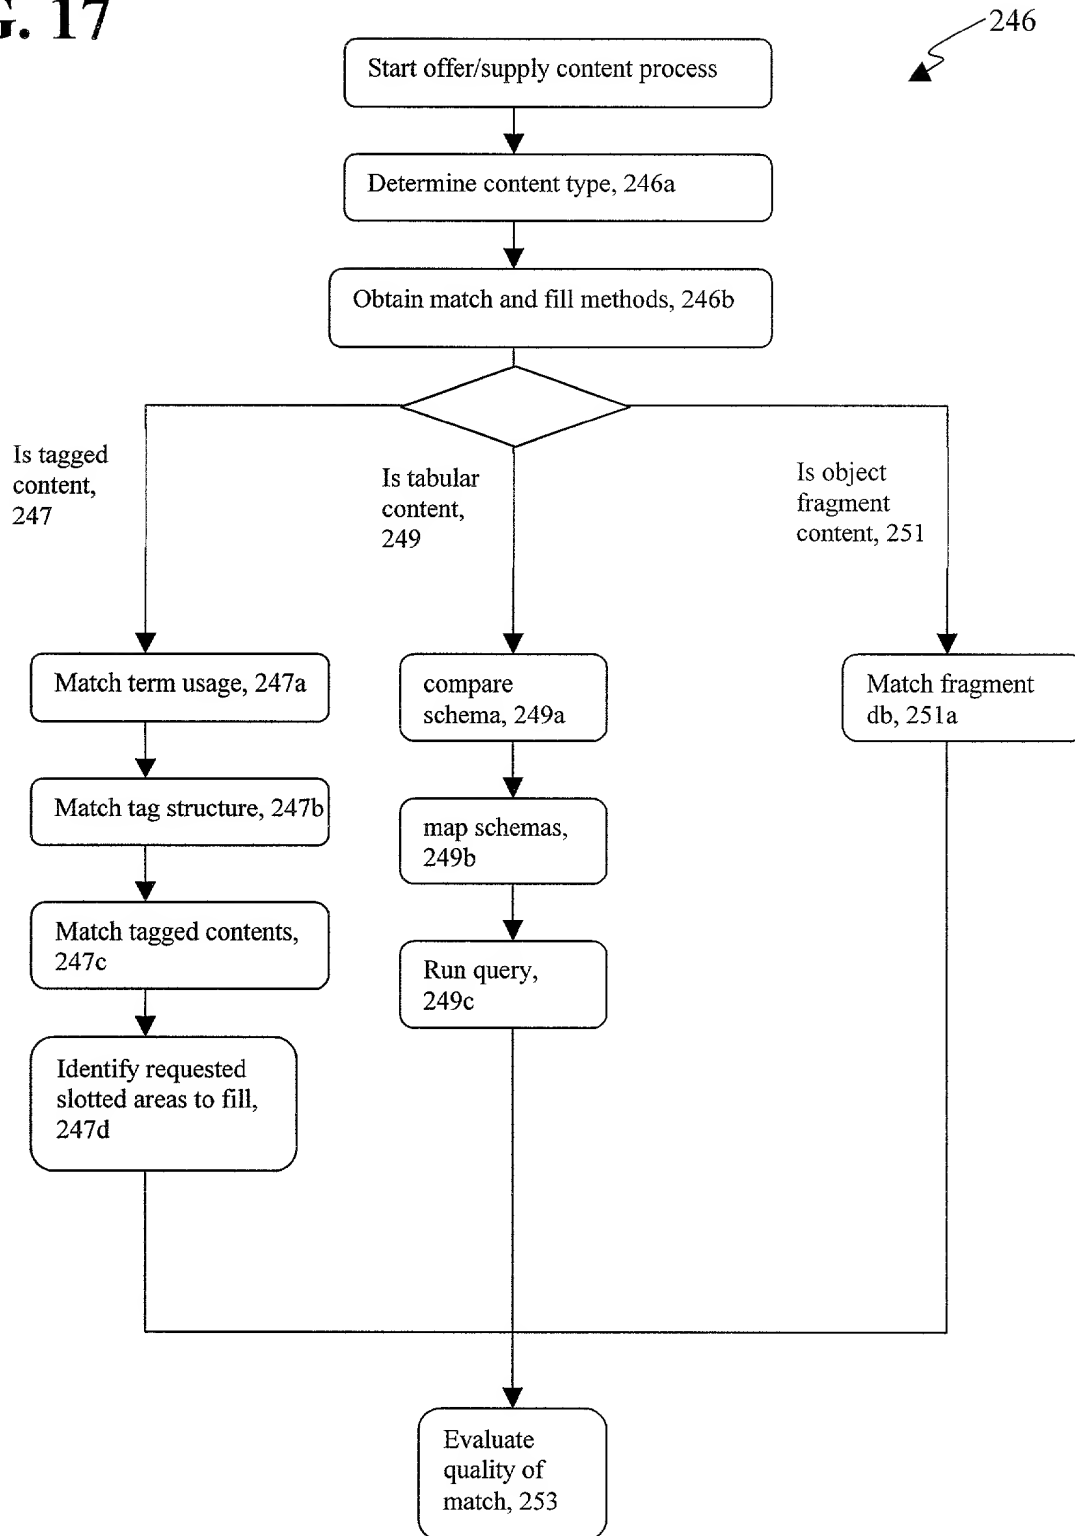 G. 17
246
Start offer/supply content process
Determine content type, 246a
Obtain match and fill methods, 246b
Is tagged
content,
247
Is tabular
content,
249
Is object
fragment
content, 251
Match term usage, 247a
Match tag structure, 247b
Match tagged contents,
247c
Identify requested
slotted areas to fill,
247d
compare
schema, 249a
map schemas,
249b
Run query,
249c
Match fragment
db, 251a
Evaluate
quality of
match, 253